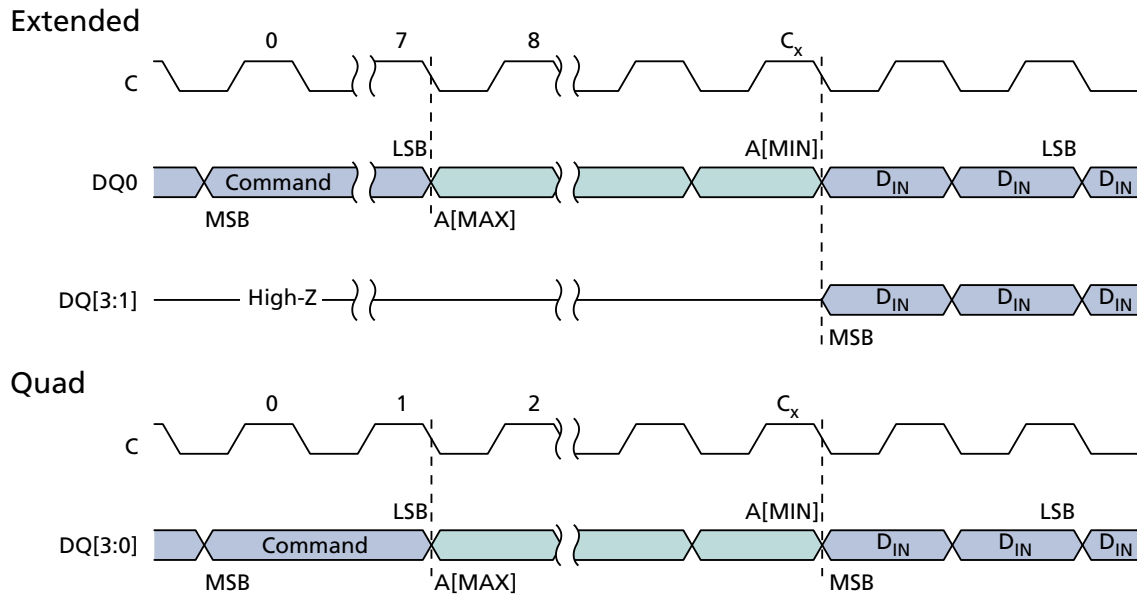 Extended
0 7 8 Cx
C
LSB A[MIN] LSB
DQ0 Command DIN DIN DIN
MSB A[MAX]
DQ[3:1] High-Z DIN DIN DIN
MSB
Quad
0 1 2 Cx
C
LSB A[MIN] LSB
DQ[3:0] Command DIN DIN DIN
MSB A[MAX] MSB